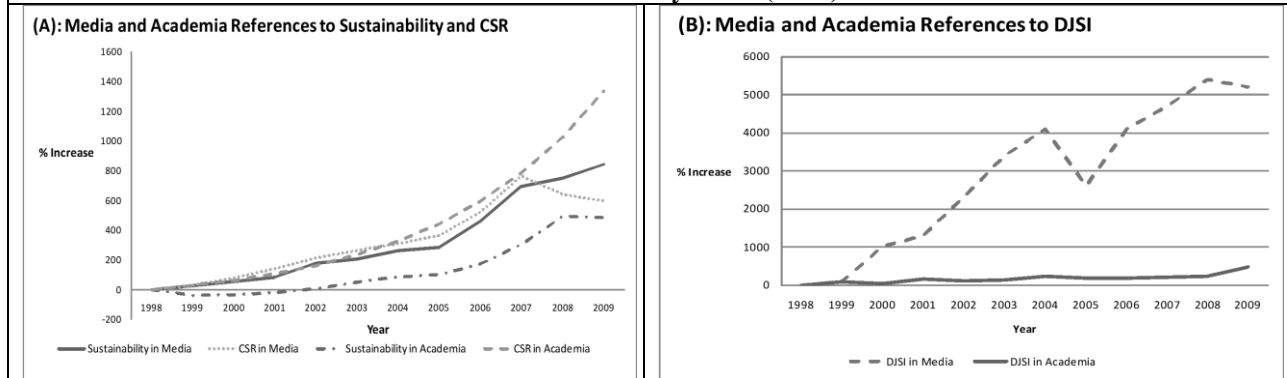 (A): Media and Academia References to Sustainability and CSR
1600
1400
1200
1000
% Increase
800
600
400
200
0
-200
1998 1999 2000 2001 2002 2003 2004 2005 2006 2007 2008 2009
Year
Sustainability in Media CSR in Media Sustainability in Academia CSR in Academia
(B): Media and Academia References to DJSI
6000
5000
4000
% Increase
3000
2000
1000
0
1998 1999 2000 2001 2002 2003 2004 2005 2006 2007 2008 2009
Year
DJSI in Media DJSI in Academia